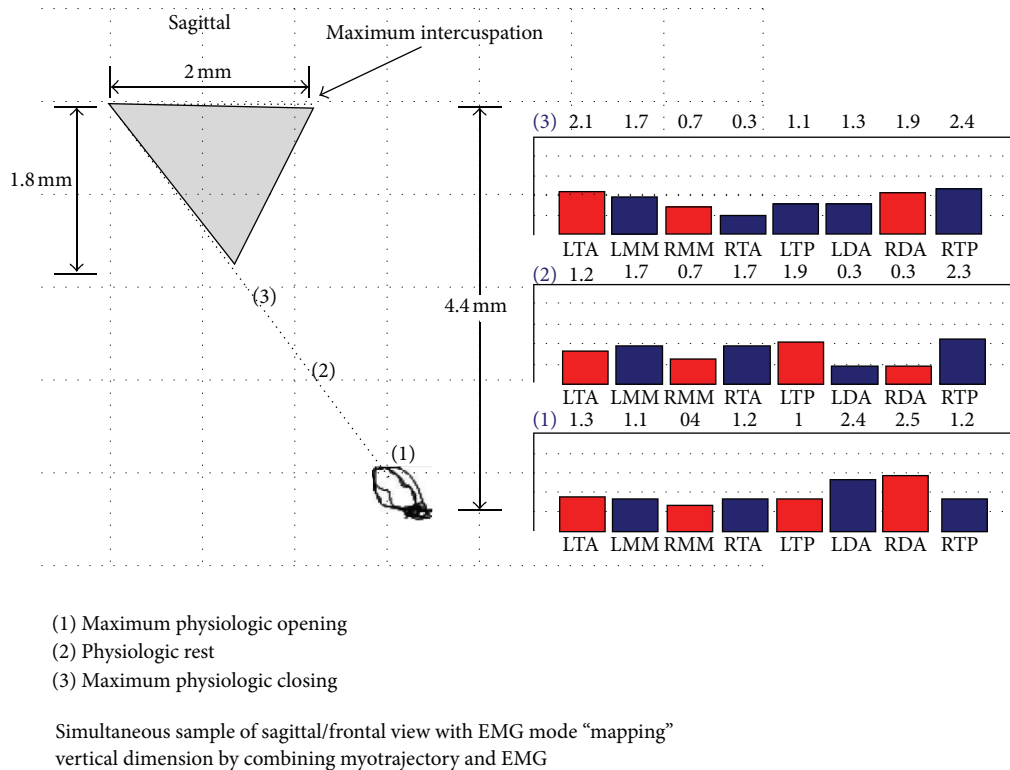 Sagittal
Maximum intercuspation
2 mm
1.8 mm
4.4 mm
(3)
(2)
(1)
(3) 2.1 1.7 0.7 0.3 1.1 1.3 1.9 2.4
LTA LMM RMM RTA LTP LDA RDA RTP
(2) 1.2 1.7 0.7 1.7 1.9 0.3 0.3 2.3
LTA LMM RMM RTA LTP LDA RDA RTP
(1) 1.3 1.1 04 1.2 1 2.4 2.5 1.2
LTA LMM RMM RTA LTP LDA RDA RTP
(1) Maximum physiologic opening
(2) Physiologic rest
(3) Maximum physiologic closing
Simultaneous sample of sagittal/frontal view with EMG mode “mapping”
vertical dimension by combining myotrajectory and EMG